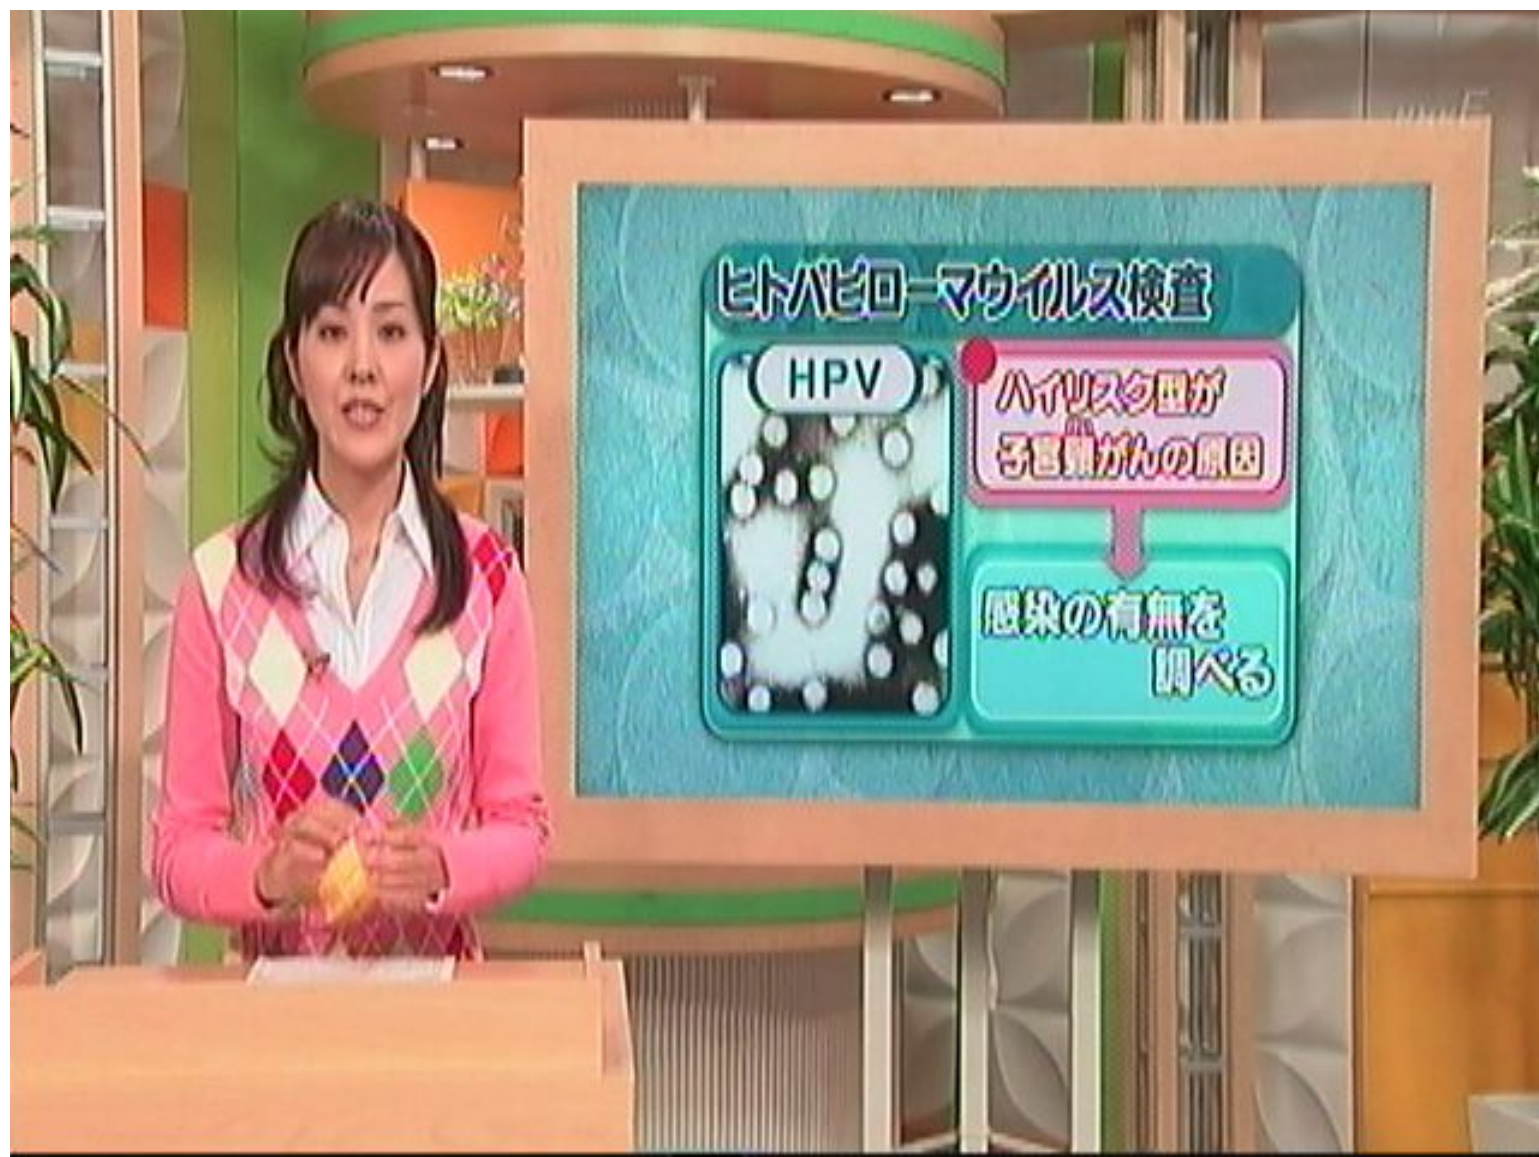 ヒトパピローマウイルス検査
HPV
ハイリスク型が
子宮頸がんの原因
感染の有無を
調べる